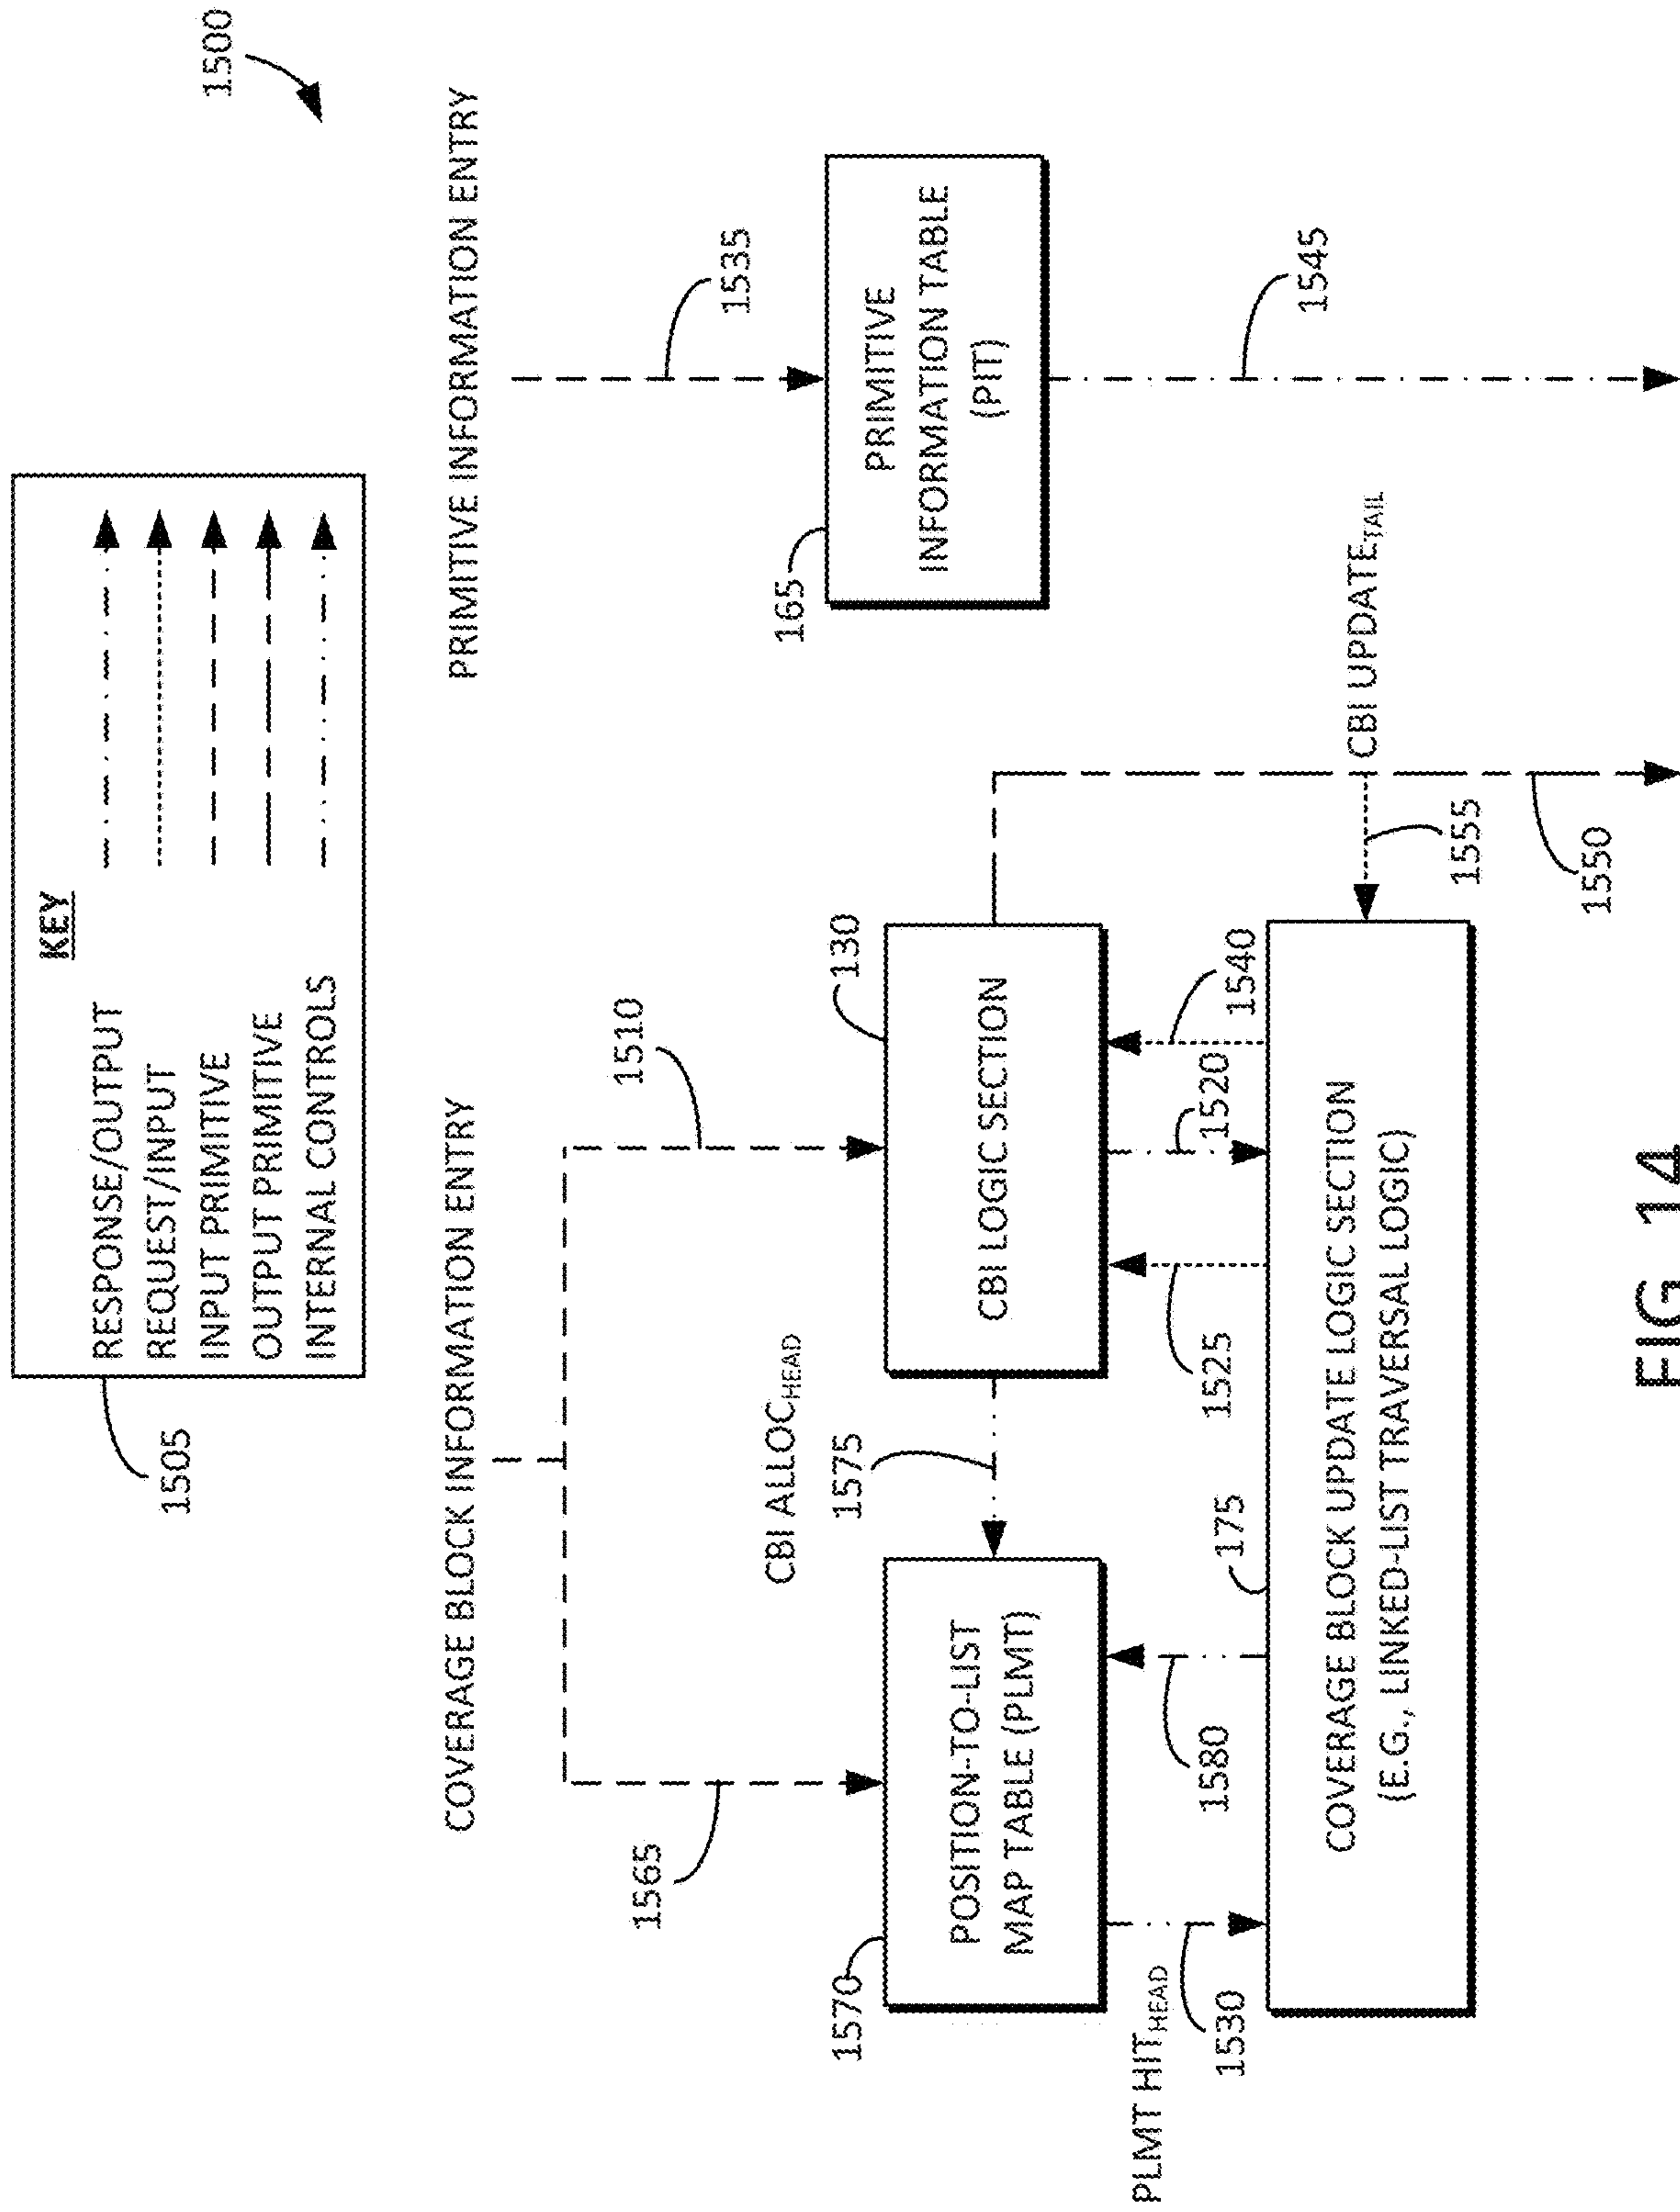 1500
KEY
RESPONSE/OUTPUT
REQUEST/INPUT
INPUT PRIMITIVE
OUTPUT PRIMITIVE
INTERNAL CONTROLS
1505
COVERAGE BLOCK INFORMATION ENTRY
PRIMITIVE INFORMATION ENTRY
1565
1510
1535
CBI ALLOC HEAD
1575
1570
POSITION-TO-LIST
MAP TABLE (PLMT)
130
CBI LOGIC SECTION
165
PRIMITIVE
INFORMATION TABLE
(PIT)
PLMT HIT HEAD
1530
1580
175
1525
1520
1540
1545
COVERAGE BLOCK UPDATE LOGIC SECTION
(E.G., LINKED-LIST TRAVERSAL LOGIC)
CBI UPDATE TAIL
1555
1550
FIG. 14